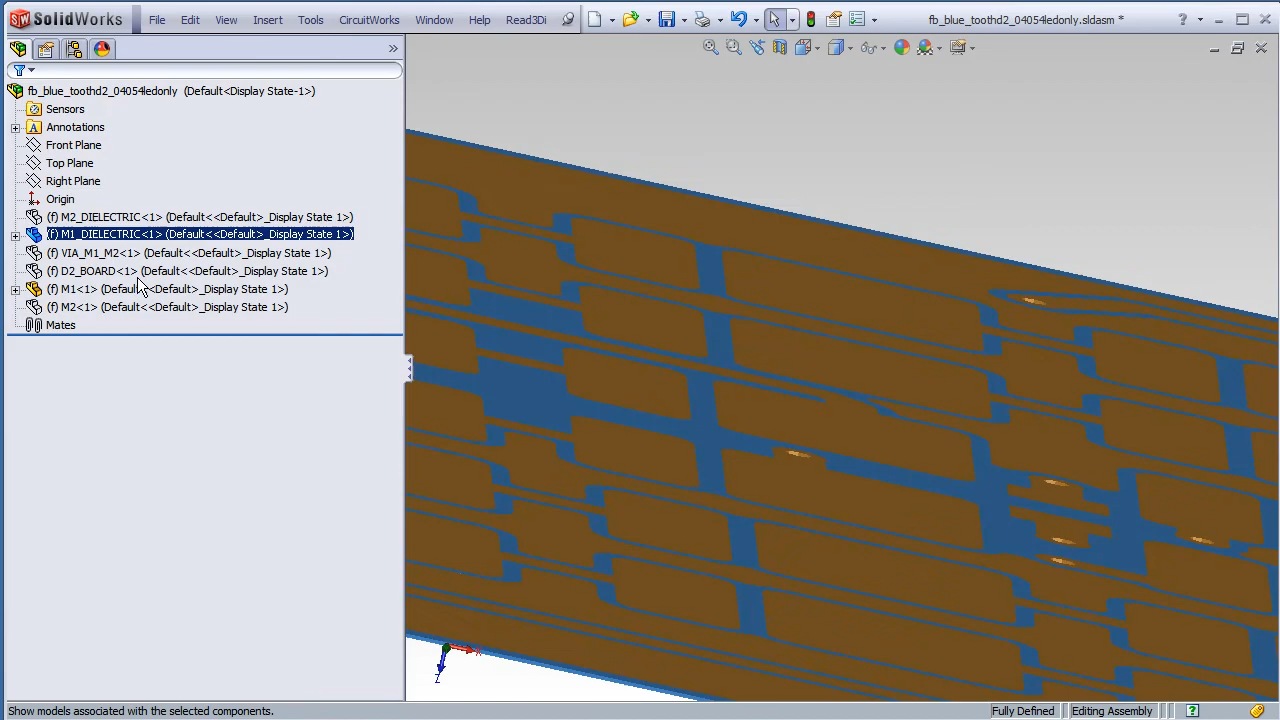 SolidWorks File Edit View Insert Tools CircuitWorks Window Help Read3Di fb_blue_toothd2_04054ledonly.sldasm *
fb_blue_toothd2_04054ledonly (Default<Display State-1>)
Sensors
Annotations
Front Plane
Top Plane
Right Plane
Origin
(f) M2_DIELECTRIC<1> (Default<<Default>_Display State 1>)
(f) M1_DIELECTRIC<1> (Default<<Default>_Display State 1>)
(f) VIA_M1_M2<1> (Default<<Default>_Display State 1>)
(f) D2_BOARD<1> (Default<<Default>_Display State 1>)
(f) M1<1> (Default<<Default>_Display State 1>)
(f) M2<1> (Default<<Default>_Display State 1>)
Mates
X
Z
Show models associated with the selected components. Fully Defined Editing Assembly